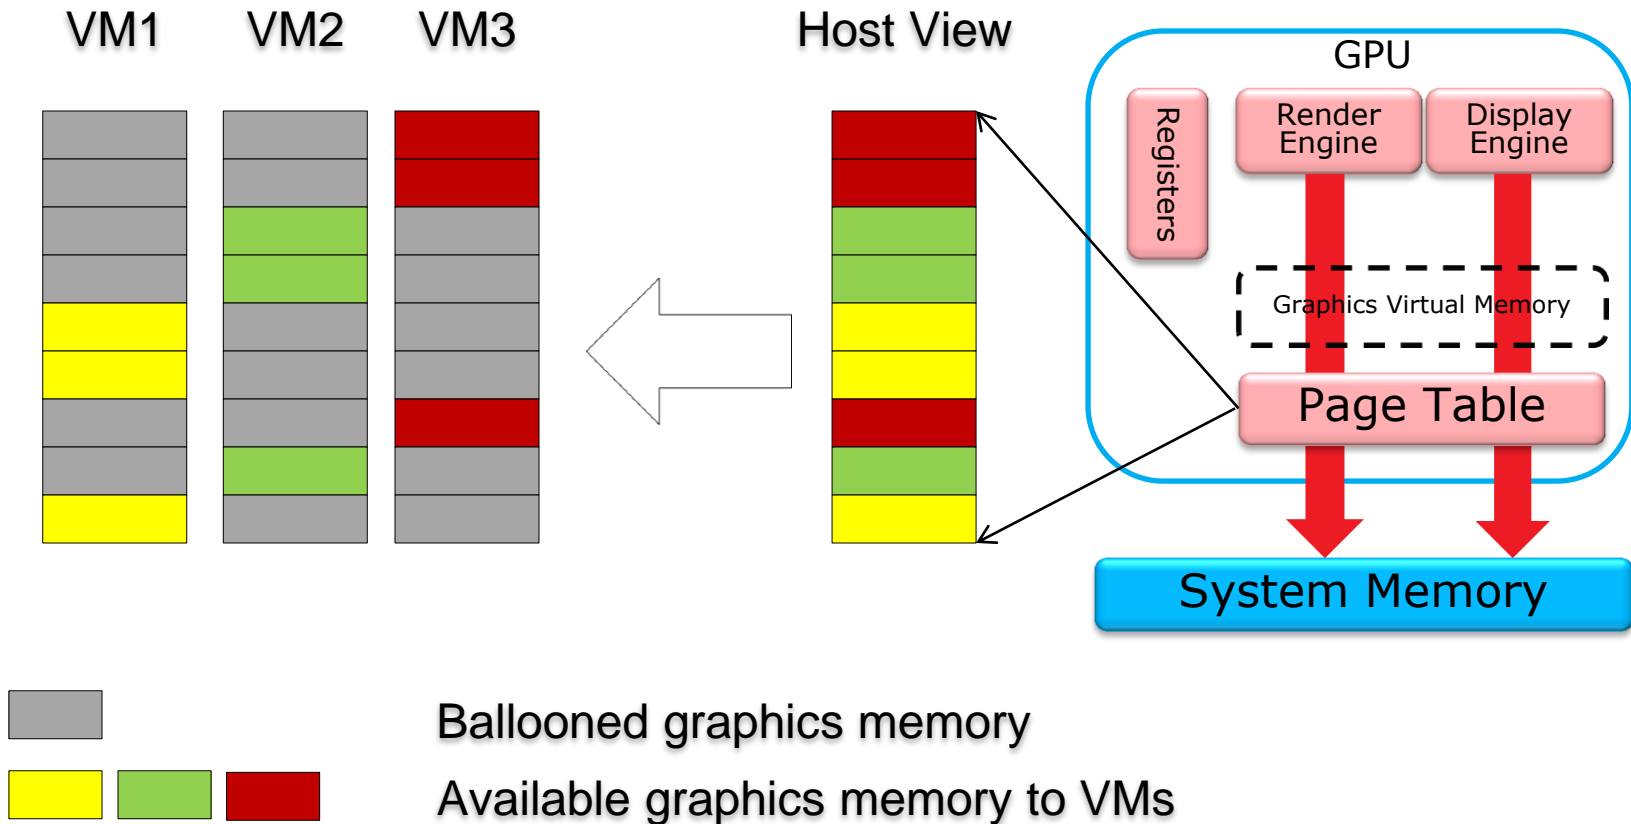 VM1 VM2 VM3 Host View
GPU
Registers
Render
Engine
Display
Engine
Graphics Virtual Memory
Page Table
System Memory
Ballooned graphics memory
Available graphics memory to VMs